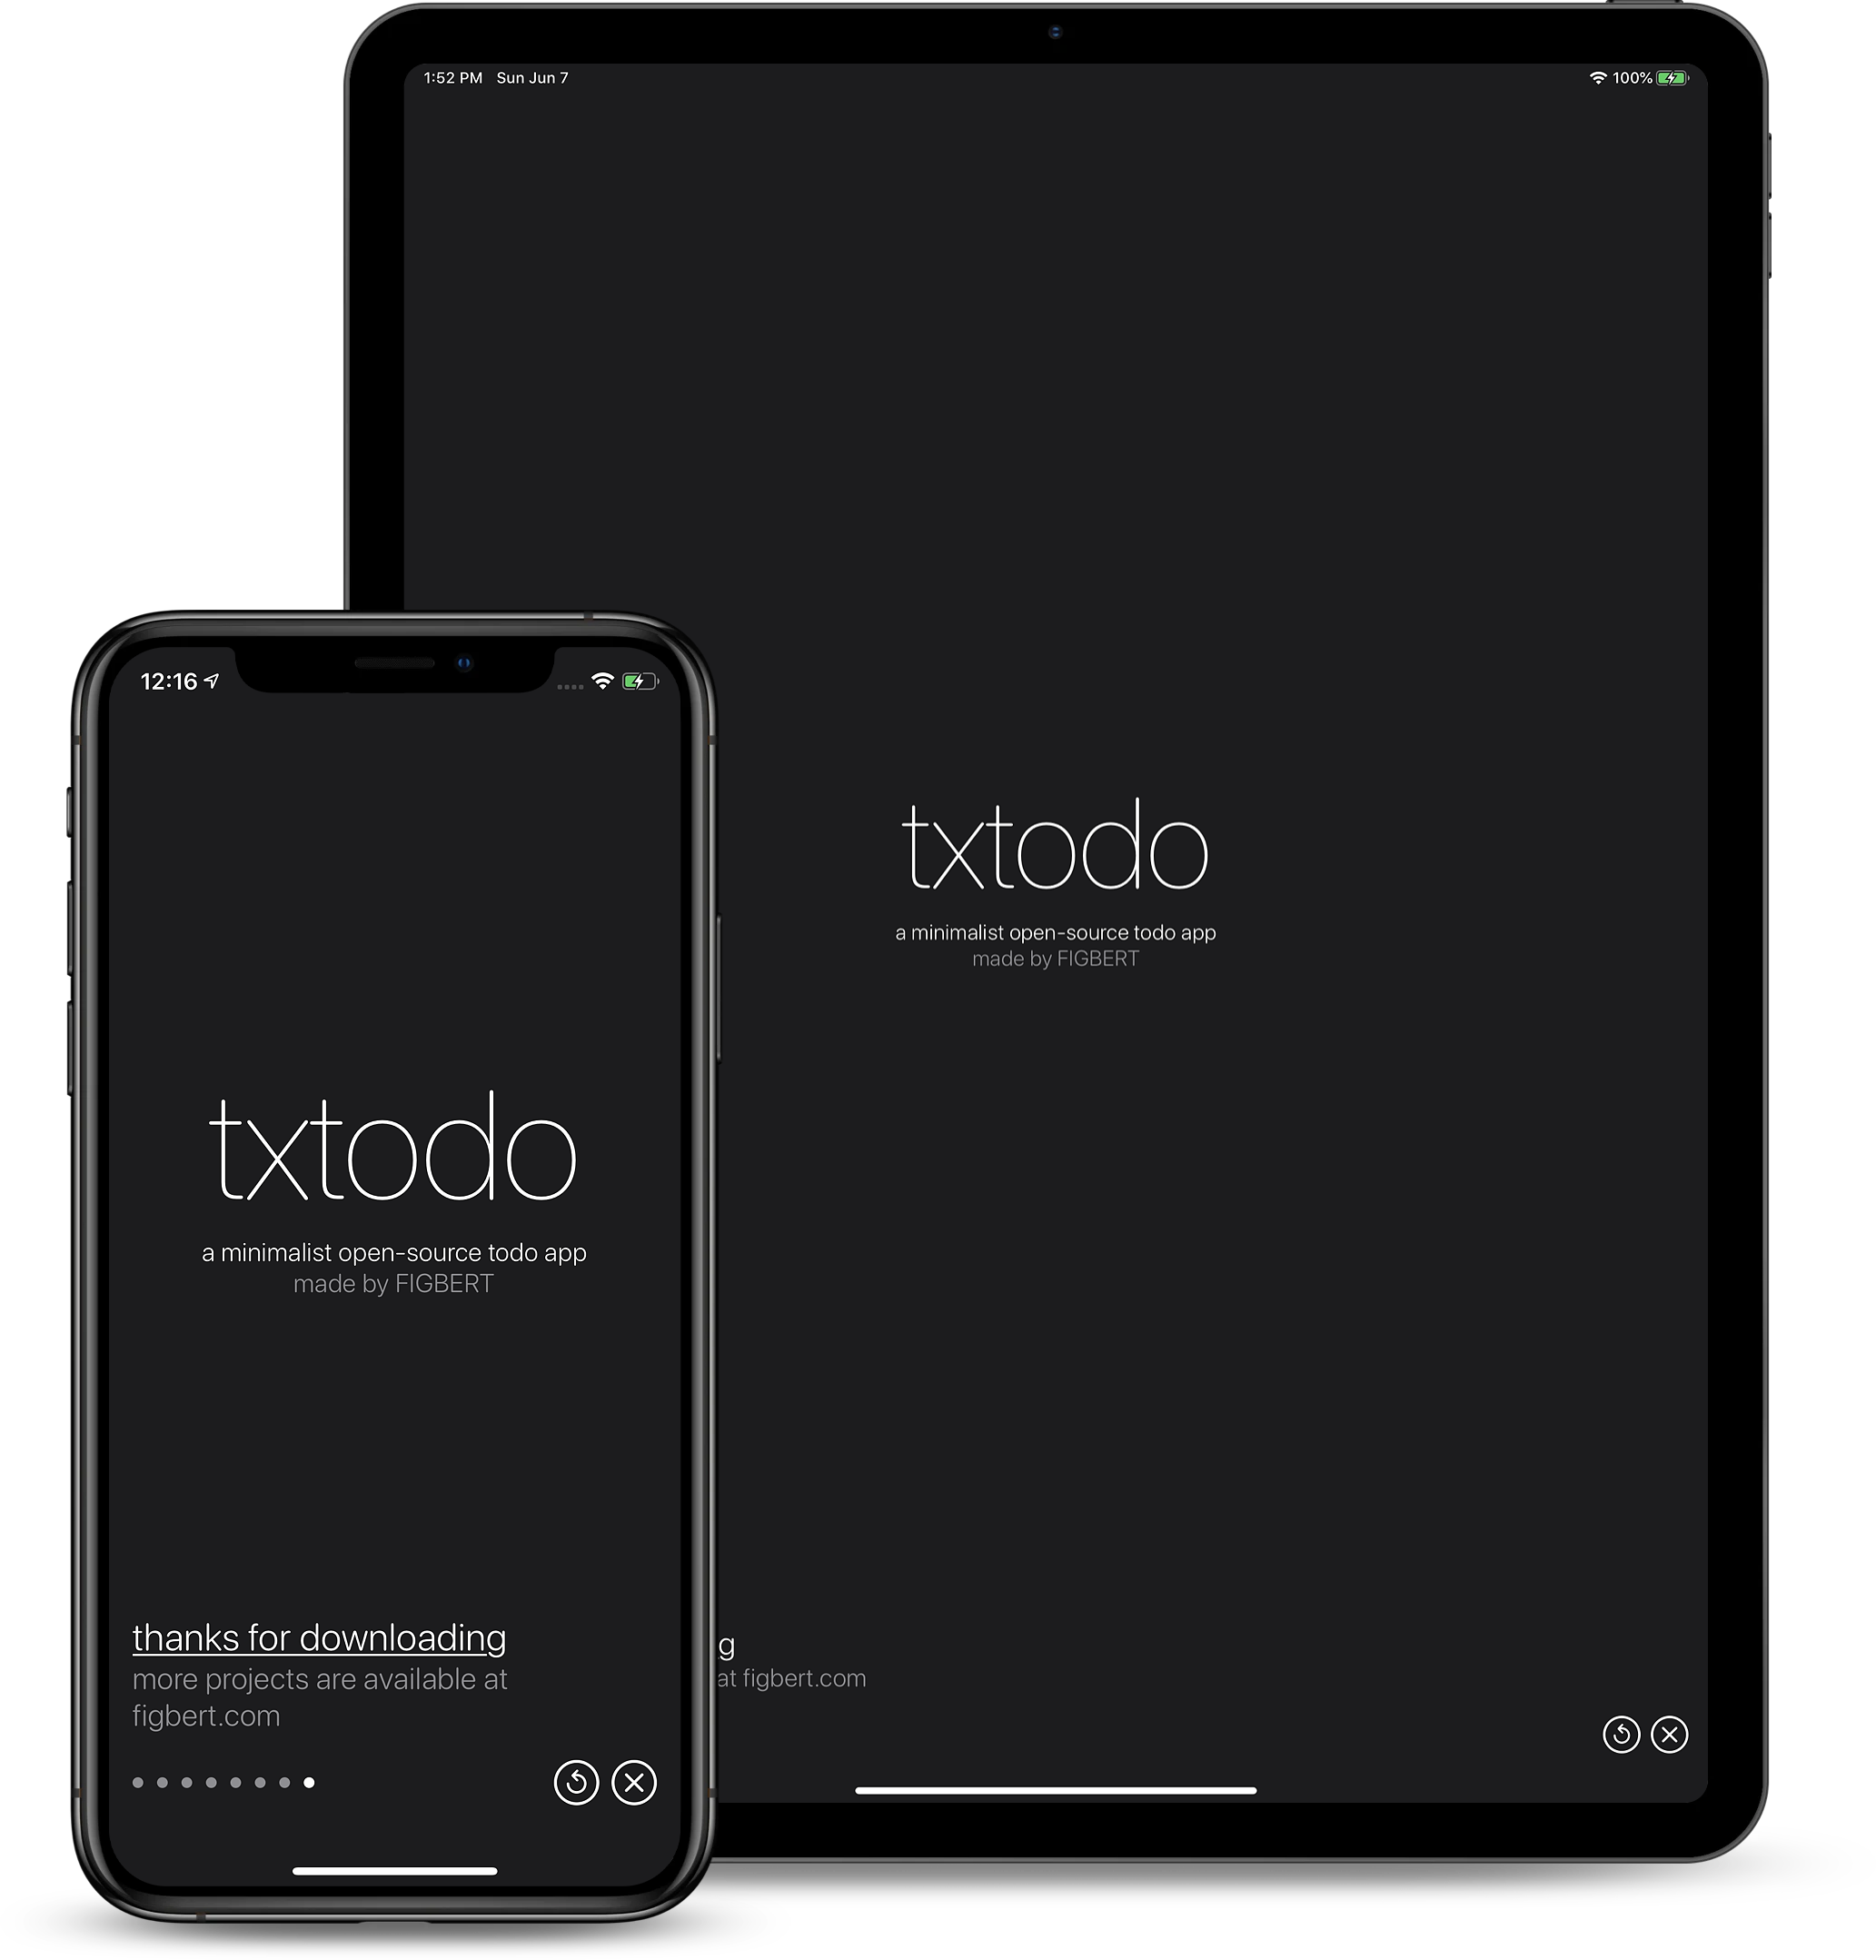 1:52 PM Sun Jun 7
100%
txtodo
a minimalist open-source todo app
made by FIGBERT
g
at figbert.com
12:16
txtodo
a minimalist open-source todo app
made by FIGBERT
thanks for downloading
more projects are available at
figbert.com